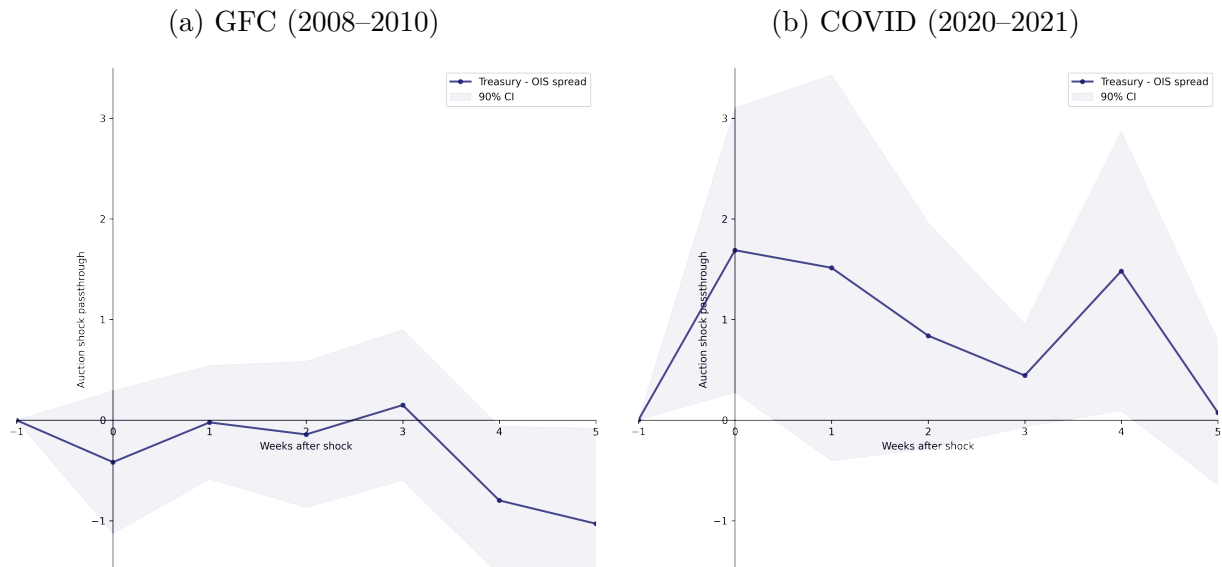 (a) GFC (2008–2010)
Treasury - OIS spread
90% CI
3
2
1
0
−1
Auction shock passthrough
−1
0
1
2
3
4
5
Weeks after shock
(b) COVID (2020–2021)
Treasury - OIS spread
90% CI
3
2
1
0
−1
Auction shock passthrough
−1
0
1
2
3
4
5
Weeks after shock